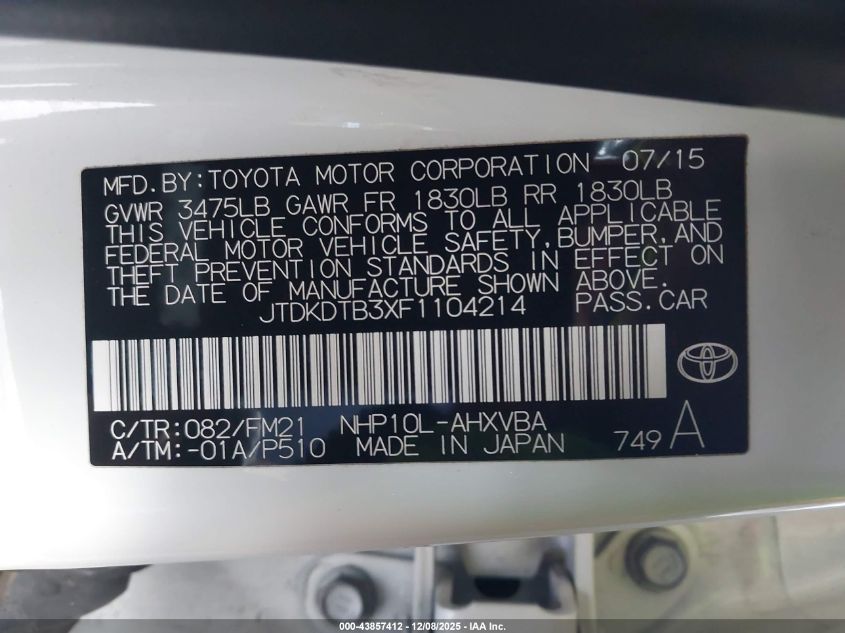 MFD.BY:TOYOTA MOTOR CORPORATION 07/15
GVWR 3475LB GAWR FR 1830LB RR 1830LB
THIS VEHICLE CONFORMS TO ALL APPLICABLE
FEDERAL MOTOR VEHICLE SAFETY,BUMPER,AND
THEFT PREVENTION STANDARDS IN EFFECT ON
THE DATE OF MANUFACTURE SHOWN ABOVE.
JTDKDTB3XF1104214 PASS.CAR
C/TR:082/FM21 NHP10L-AHXVBA
A/TM:-01A/P510 MADE IN JAPAN 749 A
000-43857412 - 12/08/2025 - IAA Inc.